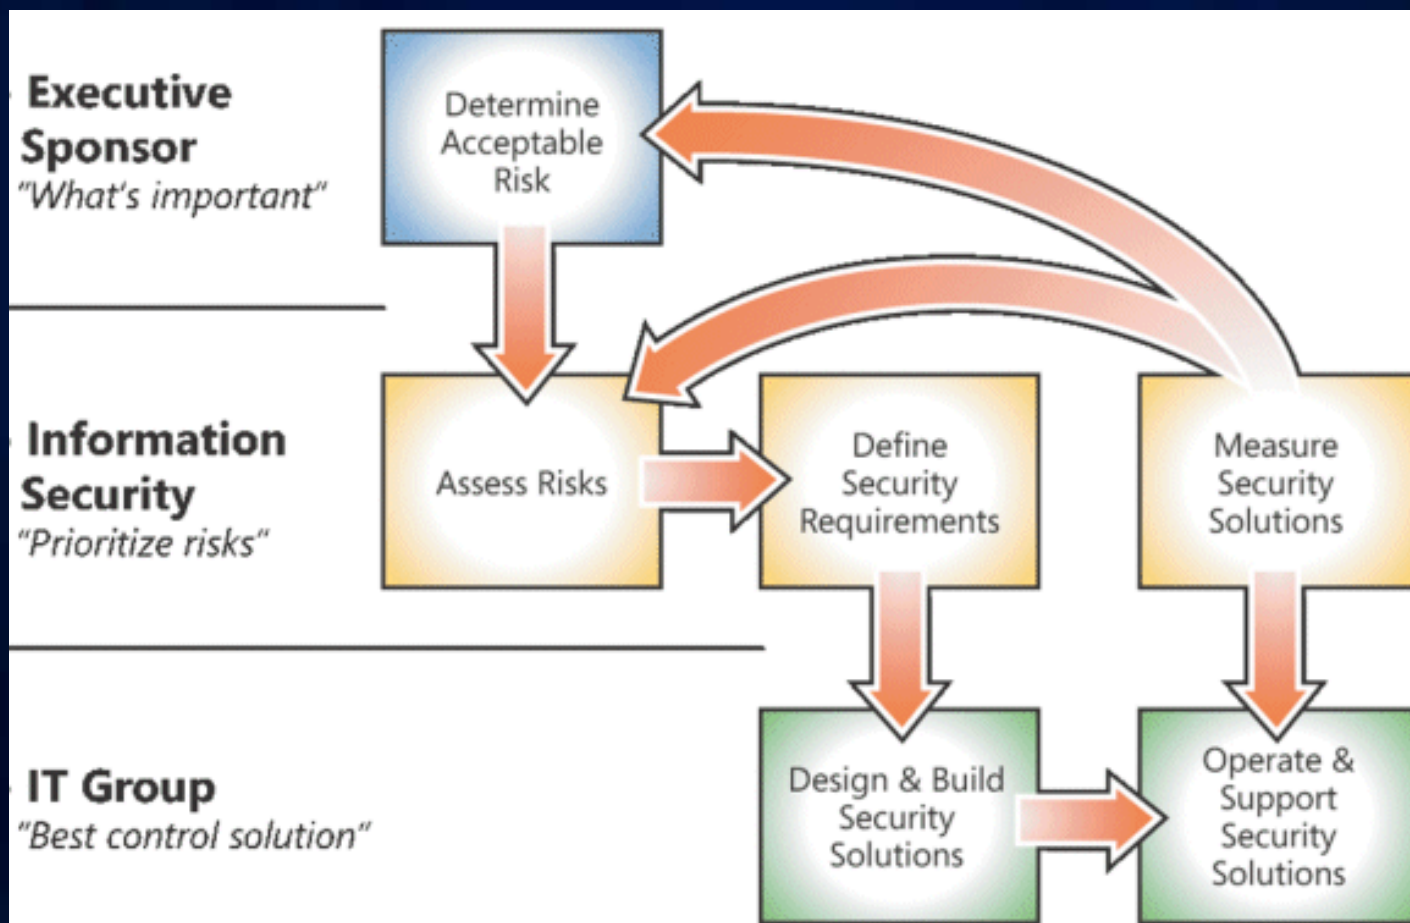 Executive
Sponsor
"What's important"
Determine
Acceptable
Risk
Information
Security
"Prioritize risks"
Assess Risks
Define
Security
Requirements
Measure
Security
Solutions
IT Group
"Best control solution"
Design & Build
Security
Solutions
Operate &
Support
Security
Solutions